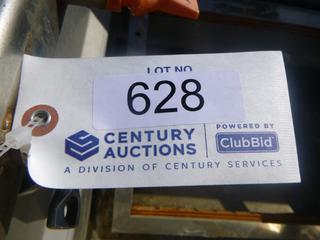 LOT NO
628
CENTURY AUCTIONS
POWERED BY
ClubBid
A DIVISION OF CENTURY SERVICES